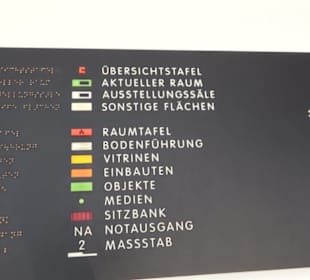 ÜBERSICHTSTAFEL
AKTUELLER RAUM
AUSSTELLUNGSSÄLE
SONSTIGE FLÄCHEN
RAUMTAFEL
BODENFÜHRUNG
VITRINEN
EINBAUTEN
OBJEKTE
MEDIEN
SITZBANK
NA NOTAUSGANG
2 MASSSTAB